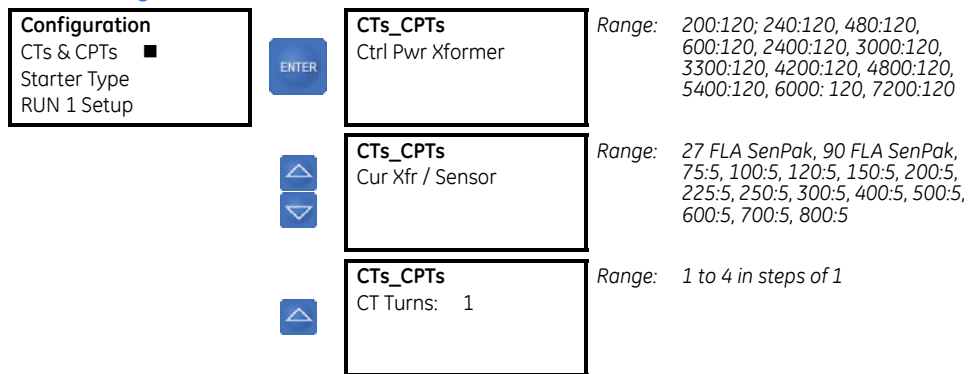 Configuration
CTs & CPTs ■
Starter Type
RUN 1 Setup
ENTER
CTs_CPTs
Ctrl Pwr Xformer
Range: 200:120; 240:120, 480:120,
600:120, 2400:120, 3000:120,
3300:120, 4200:120, 4800:120,
5400:120, 6000: 120, 7200:120
CTs_CPTs
Cur Xfr / Sensor
Range: 27 FLA SenPak, 90 FLA SenPak,
75:5, 100:5, 120:5, 150:5, 200:5,
225:5, 250:5, 300:5, 400:5, 500:5,
600:5, 700:5, 800:5
CTs_CPTs
CT Turns: 1
Range: 1 to 4 in steps of 1